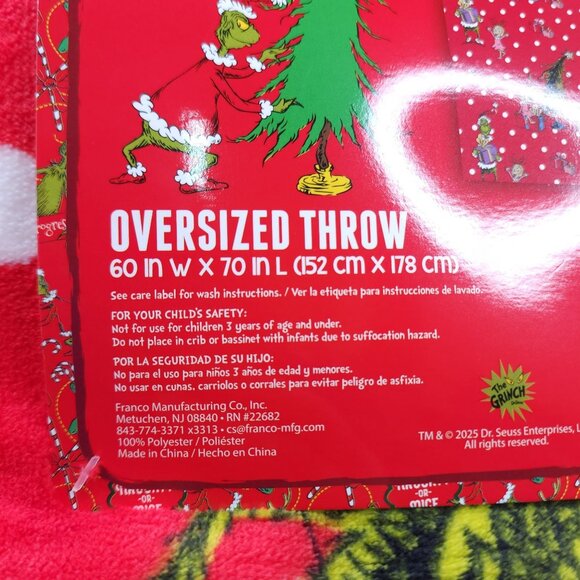 OVERSIZED THROW
60 IN W X 70 IN L (152 CM X 178 CM)
See care label for wash instructions. / Ver la etiqueta para instrucciones de lavado.
FOR YOUR CHILD'S SAFETY:
Not for use for children 3 years of age and under.
Do not place in crib or bassinet with infants due to suffocation hazard.
POR LA SEGURIDAD DE SU HIJO:
No para el uso para niños 3 años de edad y menores.
No usar en cunas, carriolos o corrales para evitar peligro de asfixia.
Franco Manufacturing Co., Inc.
Metuchen, NJ 08840 • RN #22682
843-774-3371 x3313 • cs@franco-mfg.com
100% Polyester / Poliéster
Made in China / Hecho en China
The
GRINCH
TM & © 2025 Dr. Seuss Enterprises, L
All rights reserved.
NAUGHTY
-OR-
NICE
NAUGHTY
-OR-
NICE